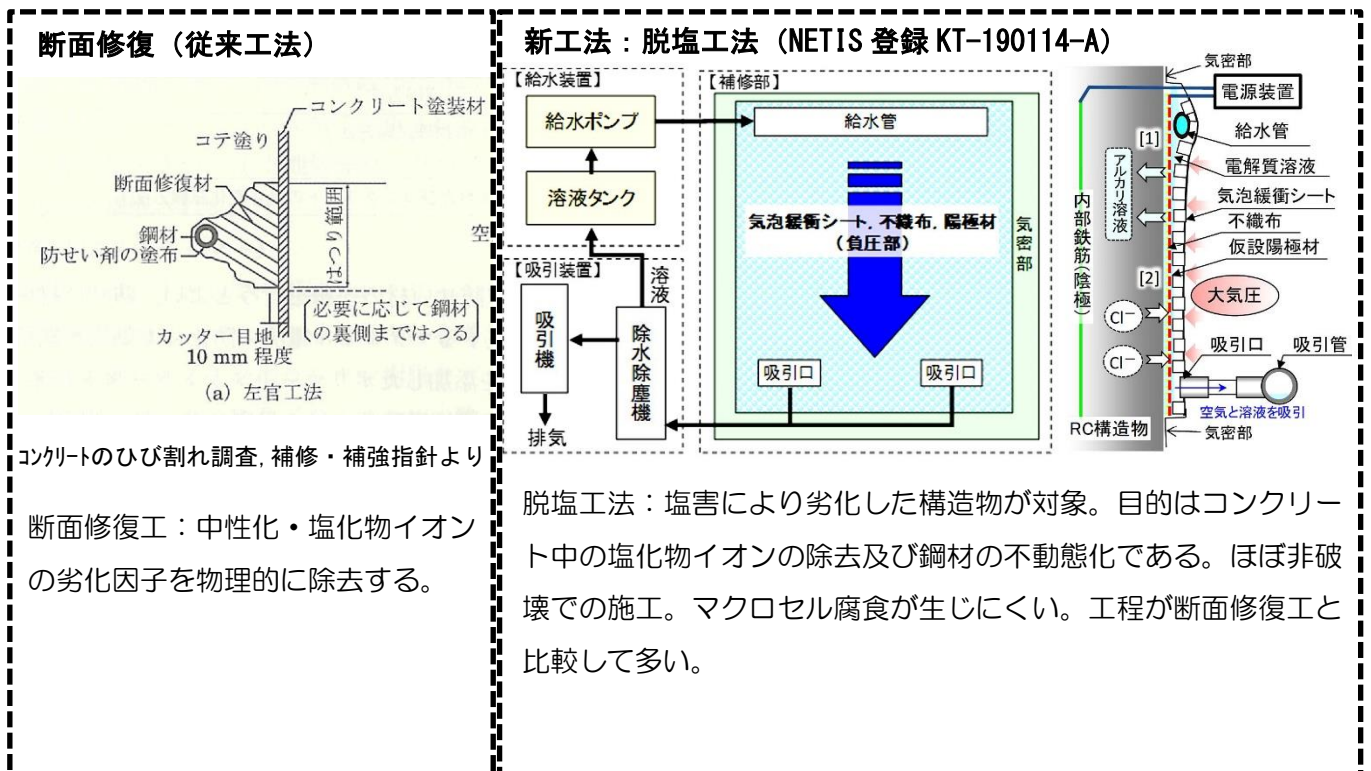 断面修復（従来工法）
コンクリート塗装材
コテ塗り
断面修復材
鋼材
防せい剤の塗布
はつり範囲
空
必要に応じて鋼材
の裏側まではつる
カッター目地
10 mm 程度
(a) 左官工法
コンクリートのひび割れ調査,補修・補強指針より
断面修復工：中性化・塩化物イオン
の劣化因子を物理的に除去する。
新工法：脱塩工法（NETIS 登録 KT-190114-A）
【給水装置】
給水ポンプ
溶液タンク
【吸引装置】
溶液
吸引機
除水除塵機
排気
【補修部】
給水管
気泡緩衝シート,不織布,陽極材
（負圧部）
気密部
吸引口
吸引口
気密部
電源装置
給水管
[1]
電解質溶液
アルカリ溶液
気泡緩衝シート
不織布
仮設陽極材
内部鉄筋(陰極)
[2]
大気圧
Cl−
Cl−
吸引口
吸引管
空気と溶液を吸引
RC構造物
気密部
脱塩工法：塩害により劣化した構造物が対象。目的はコンクリー
ト中の塩化物イオンの除去及び鋼材の不動態化である。ほぼ非破
壊での施工。マクロセル腐食が生じにくい。工程が断面修復工と
比較して多い。